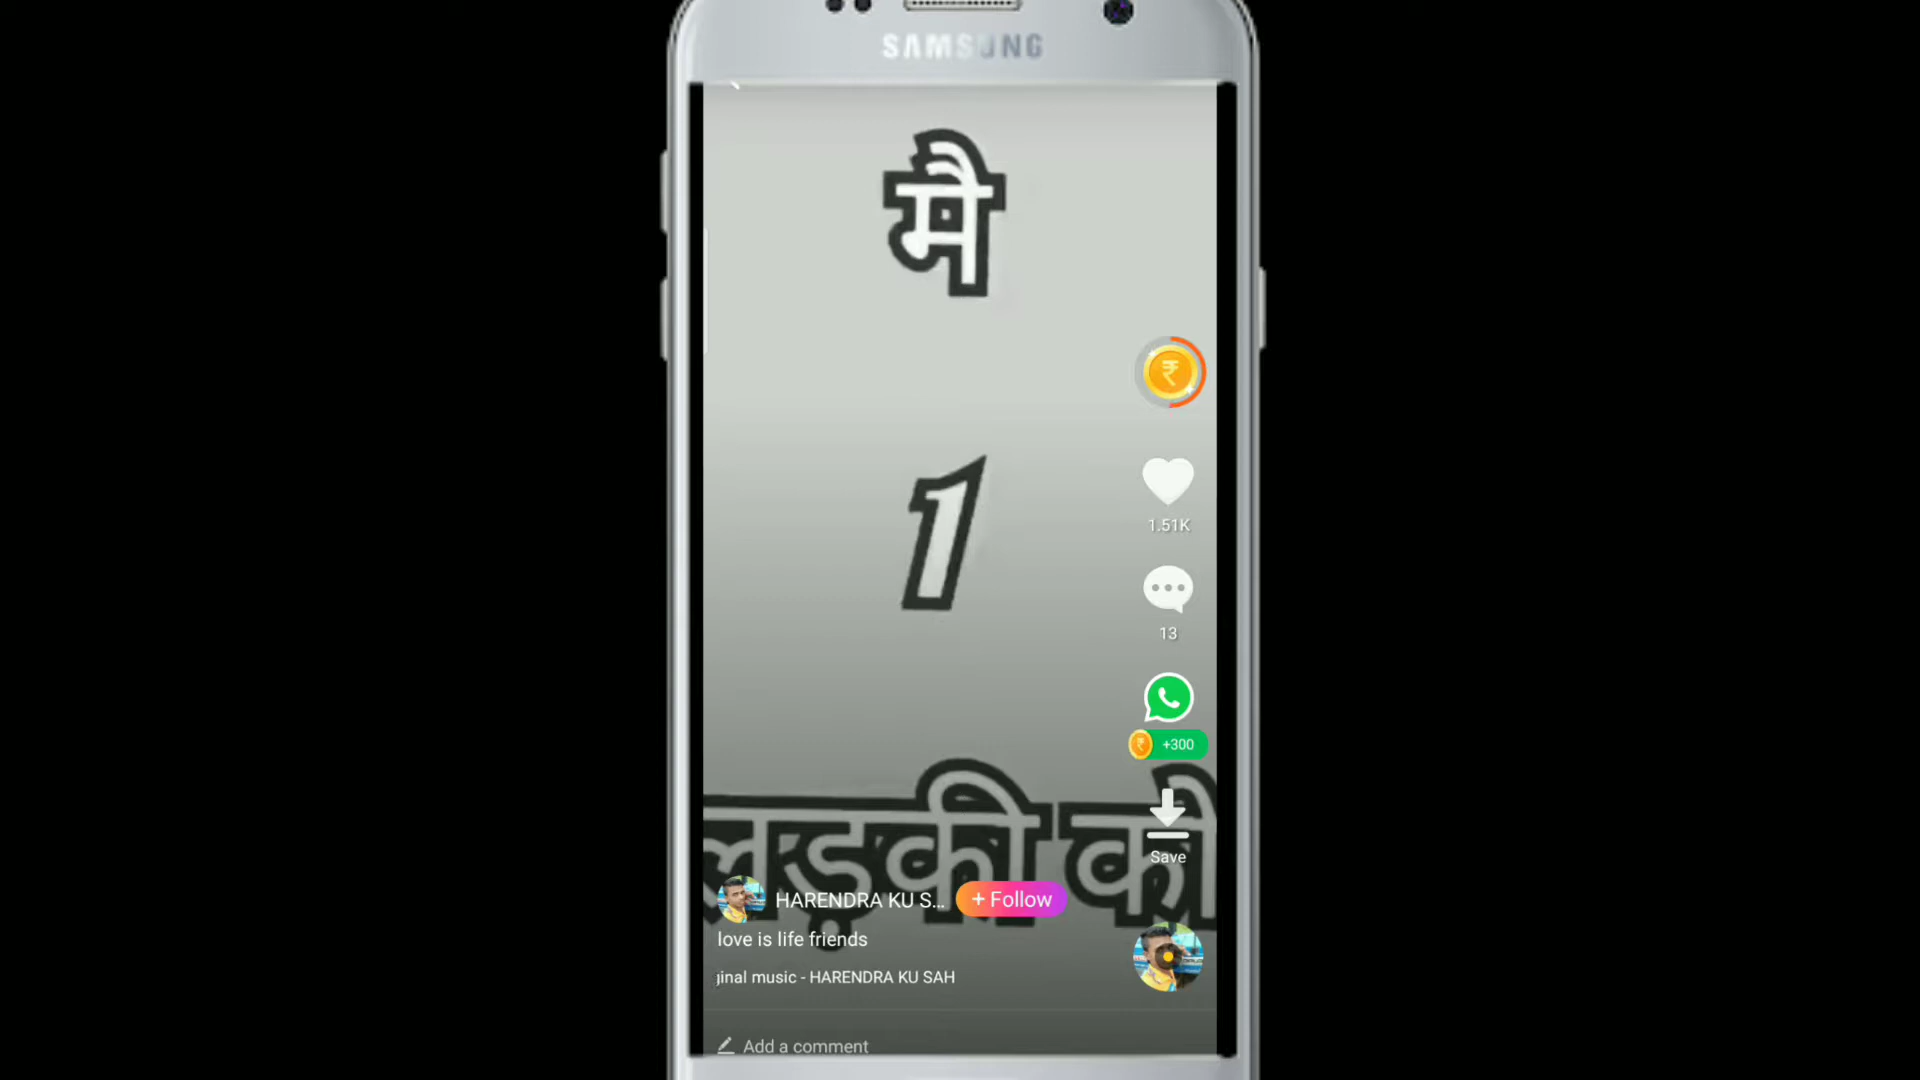 SAMSUNG
मै
1
1.51K
13
+300
लड़की को
Save
HARENDRA KU S... + Follow
love is life friends
ginal music - HARENDRA KU SAH
Add a comment